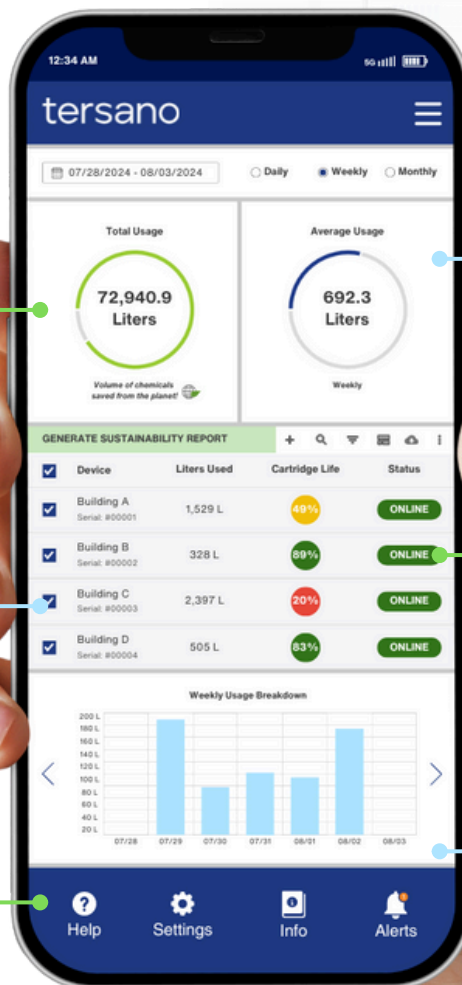 12:34 AM 5G
tersano
07/28/2024 - 08/03/2024 Daily Weekly Monthly
Total Usage
72,940.9
Liters
Volume of chemicals
saved from the planet!
Average Usage
692.3
Liters
Weekly
GENERATE SUSTAINABILITY REPORT
Device Liters Used Cartridge Life Status
Building A
Serial: #00001
1,529 L 49% ONLINE
Building B
Serial: #00002
328 L 89% ONLINE
Building C
Serial: #00003
2,397 L 20% ONLINE
Building D
Serial: #00004
505 L 83% ONLINE
Weekly Usage Breakdown
200 L
180 L
160 L
140 L
120 L
100 L
80 L
60 L
40 L
20 L
07/28 07/29 07/30 07/31 08/01 08/02 08/03
Help Settings Info Alerts